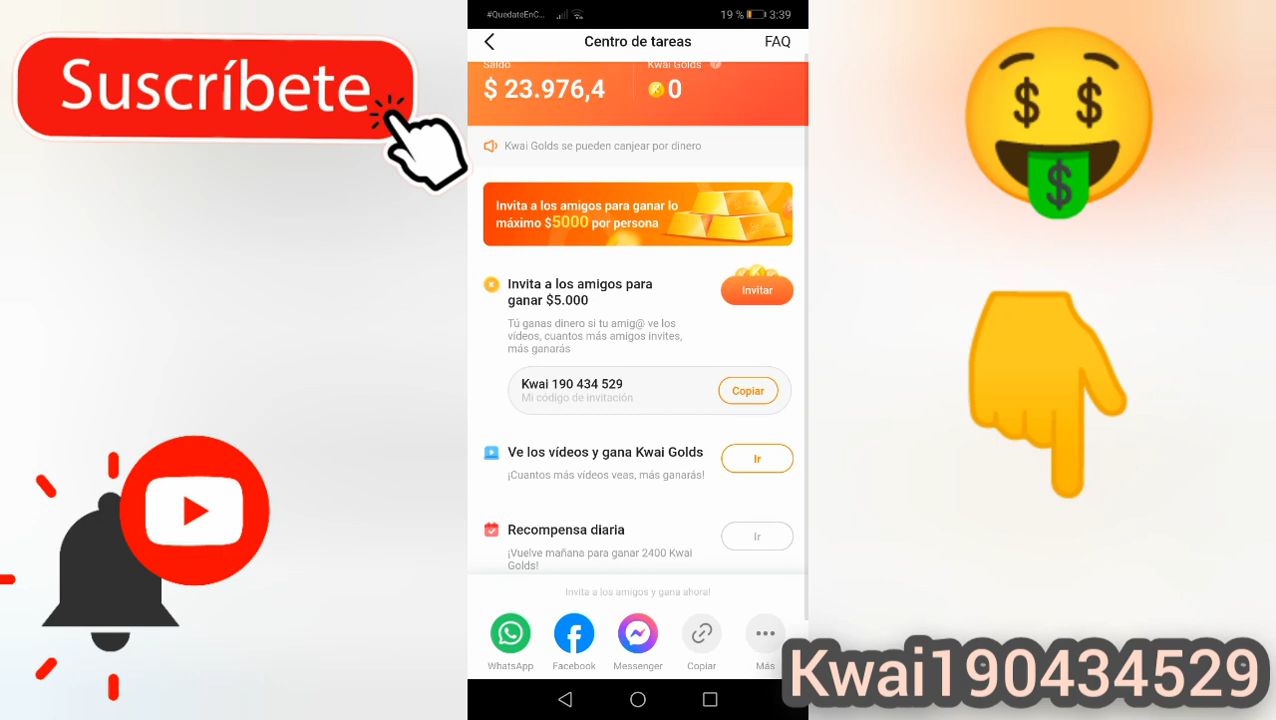 Suscríbete
#QuedateEnC...
19 %
3:39
Centro de tareas
FAQ
Saldo
Kwai Golds
$ 23.976,4
0
Kwai Golds se pueden canjear por dinero
Invita a los amigos para ganar lo
máximo $5000 por persona
Invita a los amigos para
ganar $5.000
Invitar
Tú ganas dinero si tu amig@ ve los
vídeos, cuantos más amigos invites,
más ganarás
Kwai 190 434 529
Mi código de invitación
Copiar
Ve los vídeos y gana Kwai Golds
¡Cuantos más vídeos veas, más ganarás!
Ir
Recompensa diaria
¡Vuelve mañana para ganar 2400 Kwai
Golds!
Ir
Invita a los amigos y gana ahora!
WhatsApp
Facebook
Messenger
Copiar
Más
Kwai190434529